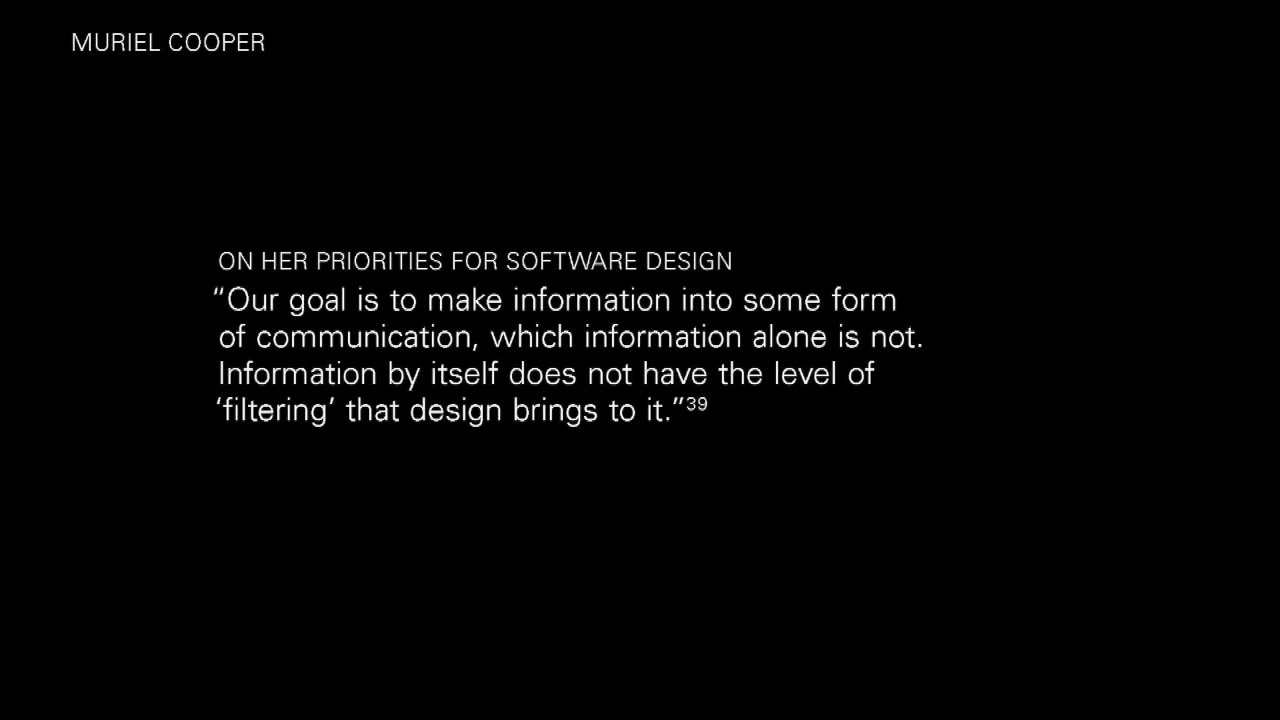 MURIEL COOPER
ON HER PRIORITIES FOR SOFTWARE DESIGN
“Our goal is to make information into some form
of communication, which information alone is not.
Information by itself does not have the level of
‘filtering’ that design brings to it.”³⁹